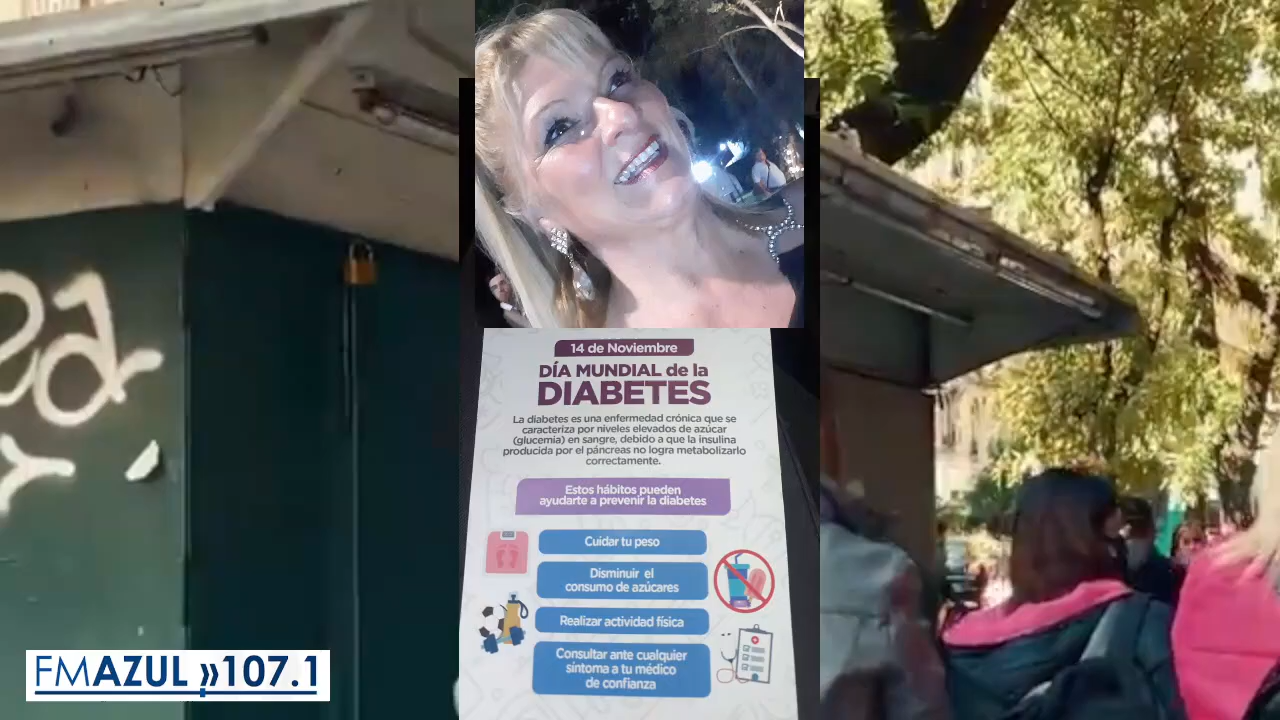 14 de Noviembre
DÍA MUNDIAL de la
DIABETES
La diabetes es una enfermedad crónica que se
caracteriza por niveles elevados de azúcar
(glucemia) en sangre, debido a que la insulina
producida por el páncreas no logra metabolizarlo
correctamente.
Estos hábitos pueden
ayudarte a prevenir la diabetes
Cuidar tu peso
Disminuir el
consumo de azúcares
Realizar actividad física
Consultar ante cualquier
síntoma a tu médico
de confianza
FMAZUL »107.1